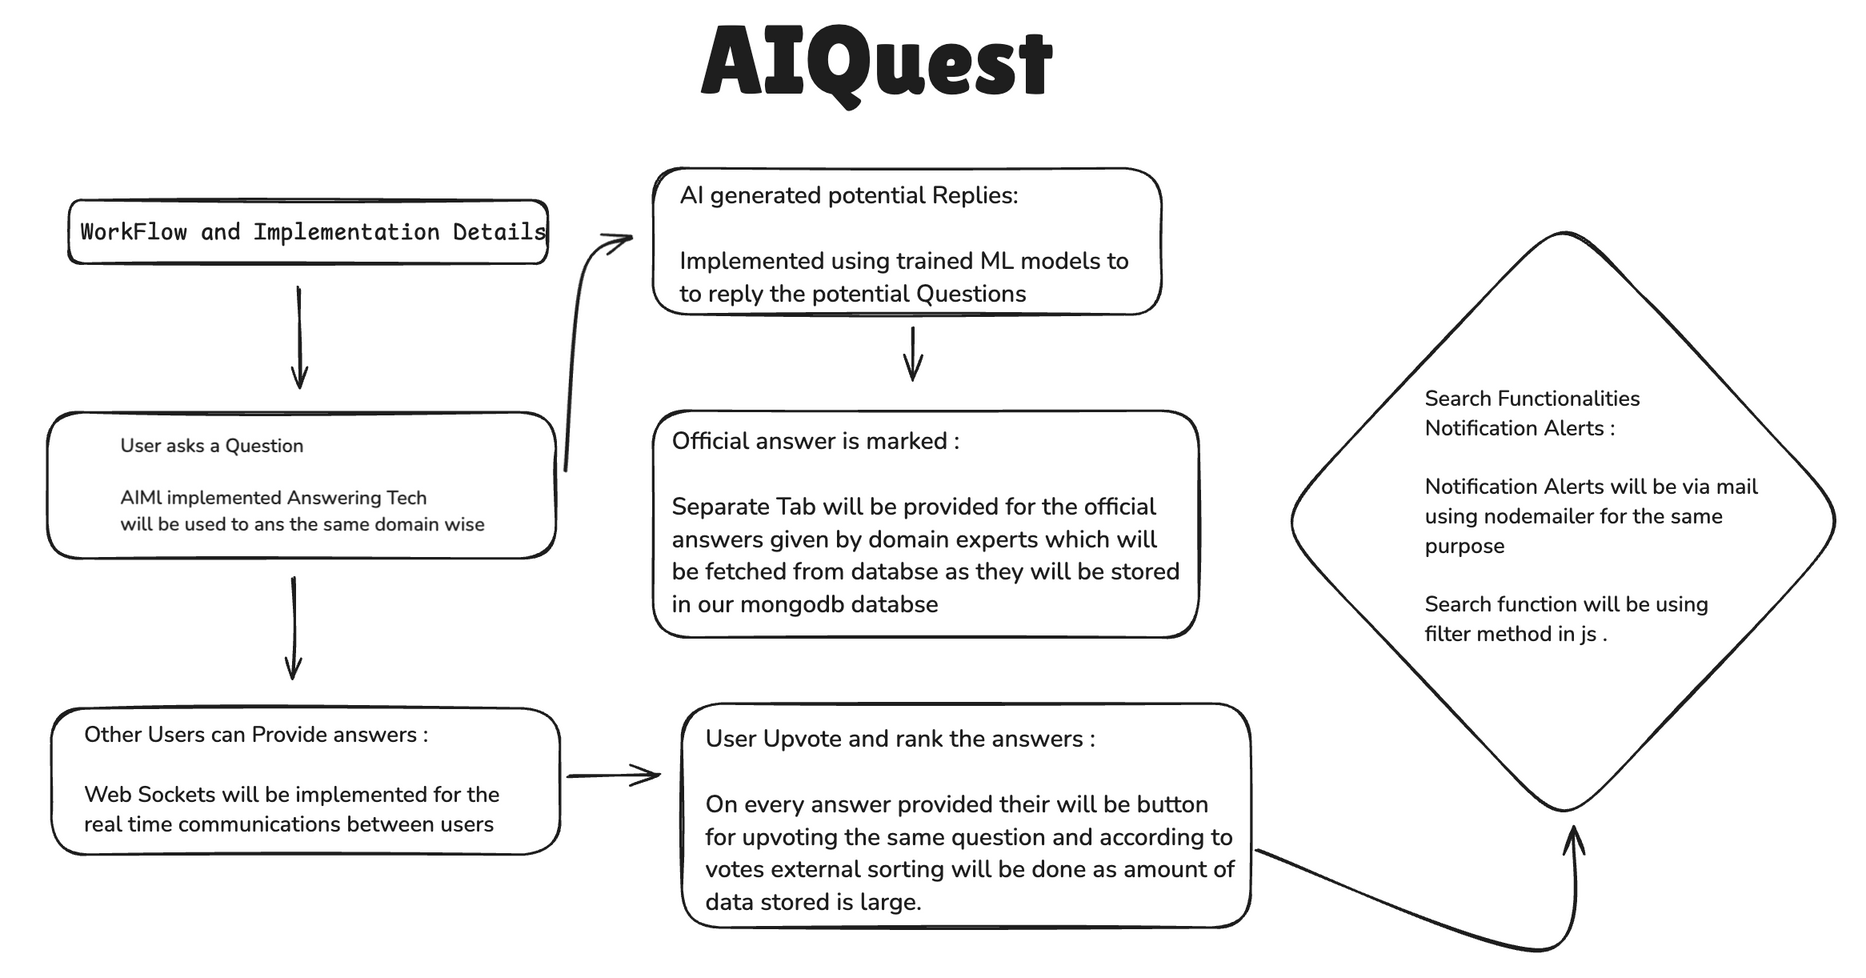 AIQuest
WorkFlow and Implementation Details
User asks a Question
AIMl implemented Answering Tech
will be used to ans the same domain wise
Other Users can Provide answers :
Web Sockets will be implemented for the
real time communications between users
AI generated potential Replies:
Implemented using trained ML models to
to reply the potential Questions
Official answer is marked :
Separate Tab will be provided for the official
answers given by domain experts which will
be fetched from databse as they will be stored
in our mongodb databse
User Upvote and rank the answers :
On every answer provided their will be button
for upvoting the same question and according to
votes external sorting will be done as amount of
data stored is large.
Search Functionalities
Notification Alerts :
Notification Alerts will be via mail
using nodemailer for the same
purpose
Search function will be using
filter method in js .